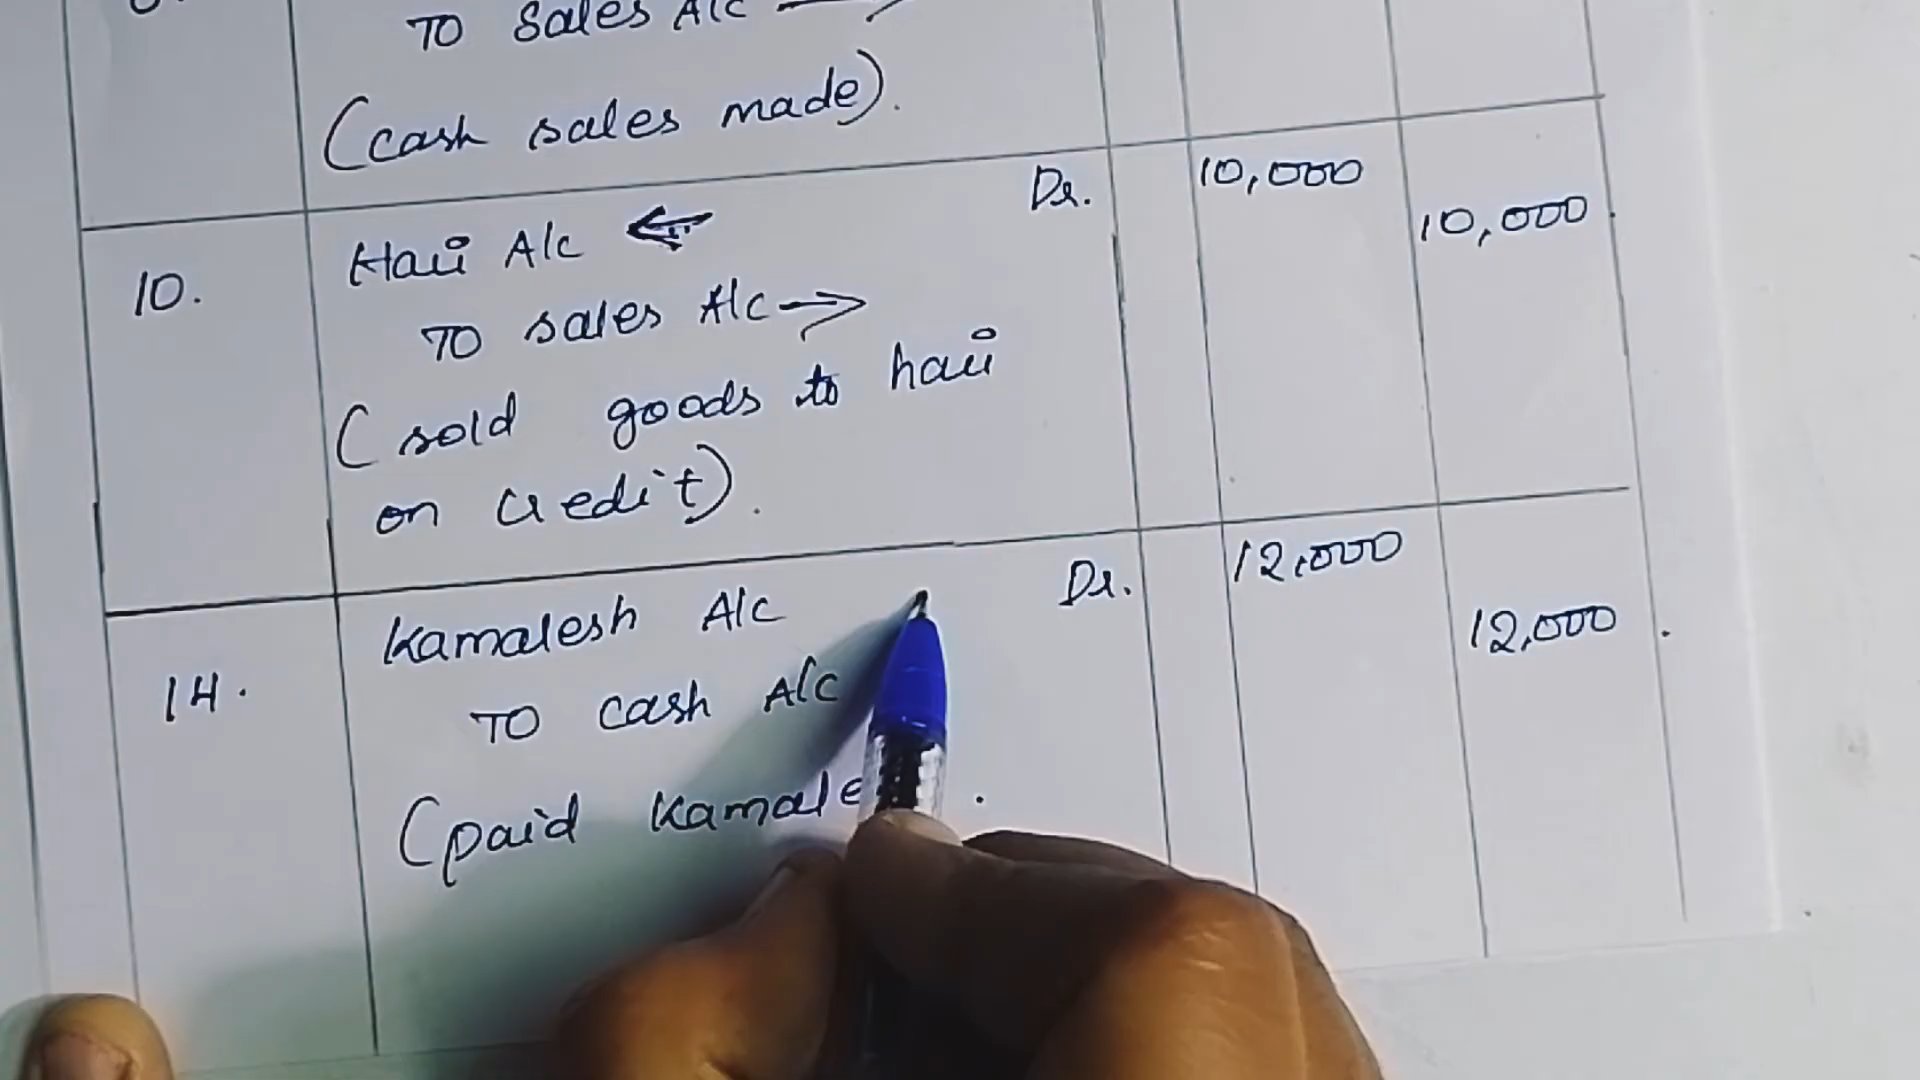 TO Sales A/c
(cash sales made).
10. Hari A/c Dr. 10,000
TO sales A/c 10,000
(sold goods to hari
on credit).
14. Kamalesh A/c Dr. 12,000
TO cash A/c 12,000
(paid